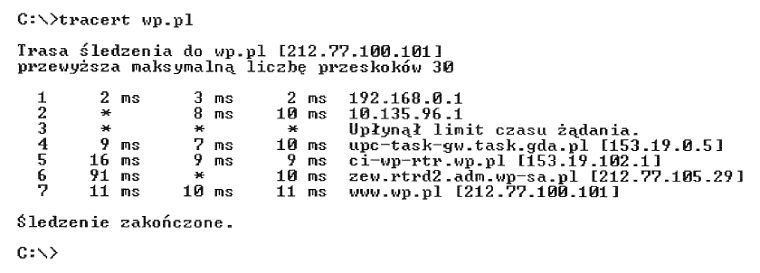 C:\>tracert wp.pl
Trasa śledzenia do wp.pl [212.77.100.101]
przewyższa maksymalną liczbę przeskoków 30
1 2 ms 3 ms 2 ms 192.168.0.1
2 * 8 ms 10 ms 10.135.96.1
3 * * * Upłynął limit czasu żądania.
4 9 ms 7 ms 10 ms upc-task-gw.task.gda.pl [153.19.0.5]
5 16 ms 9 ms 9 ms ci-wp-rtr.wp.pl [153.19.102.1]
6 91 ms * 10 ms zew.rtrd2.adm.wp-sa.pl [212.77.105.29]
7 11 ms 10 ms 11 ms www.wp.pl [212.77.100.101]
Śledzenie zakończone.
C:\>